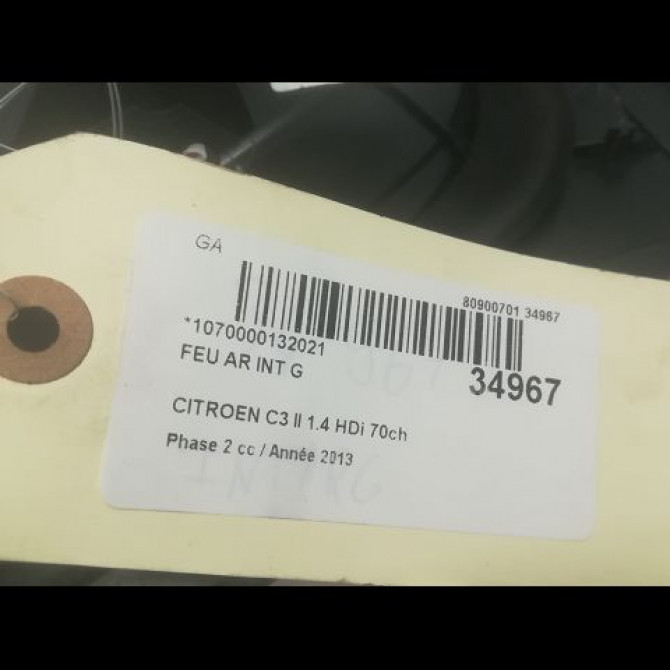 GA
80900701 34967
*1070000132021
34967
FEU AR INT G
CITROEN C3 II 1.4 HDi 70ch
Phase 2 cc / Année 2013